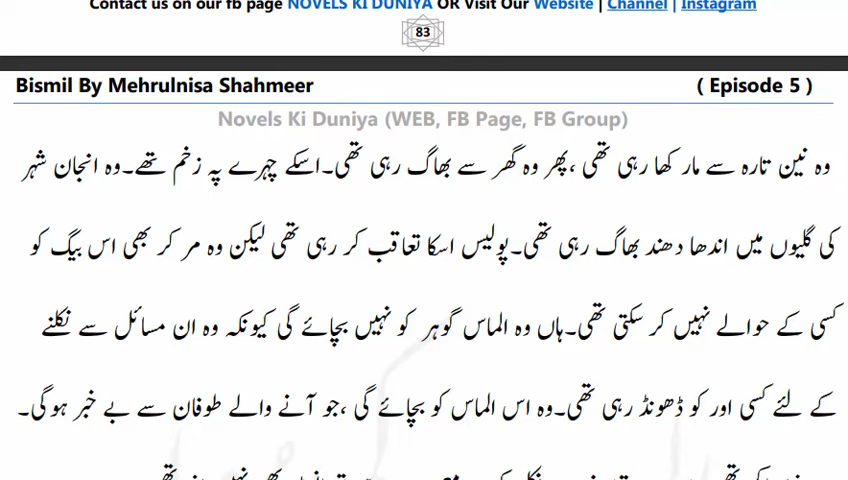 Contact us on our fb page NOVELS KI DUNIYA OR Visit Our Website | Channel | Instagram
83
Bismil By Mehrulnisa Shahmeer ( Episode 5 )
Novels Ki Duniya (WEB, FB Page, FB Group)
وہ نین تارہ سے مار کھا رہی تھی ،پھر وہ گھر سے بھاگ رہی تھی۔اسکے چہرے پہ زخم تھے۔وہ انجان شہر
کی گلیوں میں اندھا دھند بھاگ رہی تھی۔پولیس اسکا تعاقب کر رہی تھی لیکن وہ مر کر بھی اس بیگ کو
کسی کے حوالے نہیں کر سکتی تھی۔ہاں وہ الماس گوہر کو نہیں بچائے گی کیونکہ وہ ان مسائل سے نکلنے
کے لئے کسی اور کو ڈھونڈ رہی تھی۔وہ اس الماس کو بچائے گی ،جو آنے والے طوفان سے بے خبر ہوگی۔